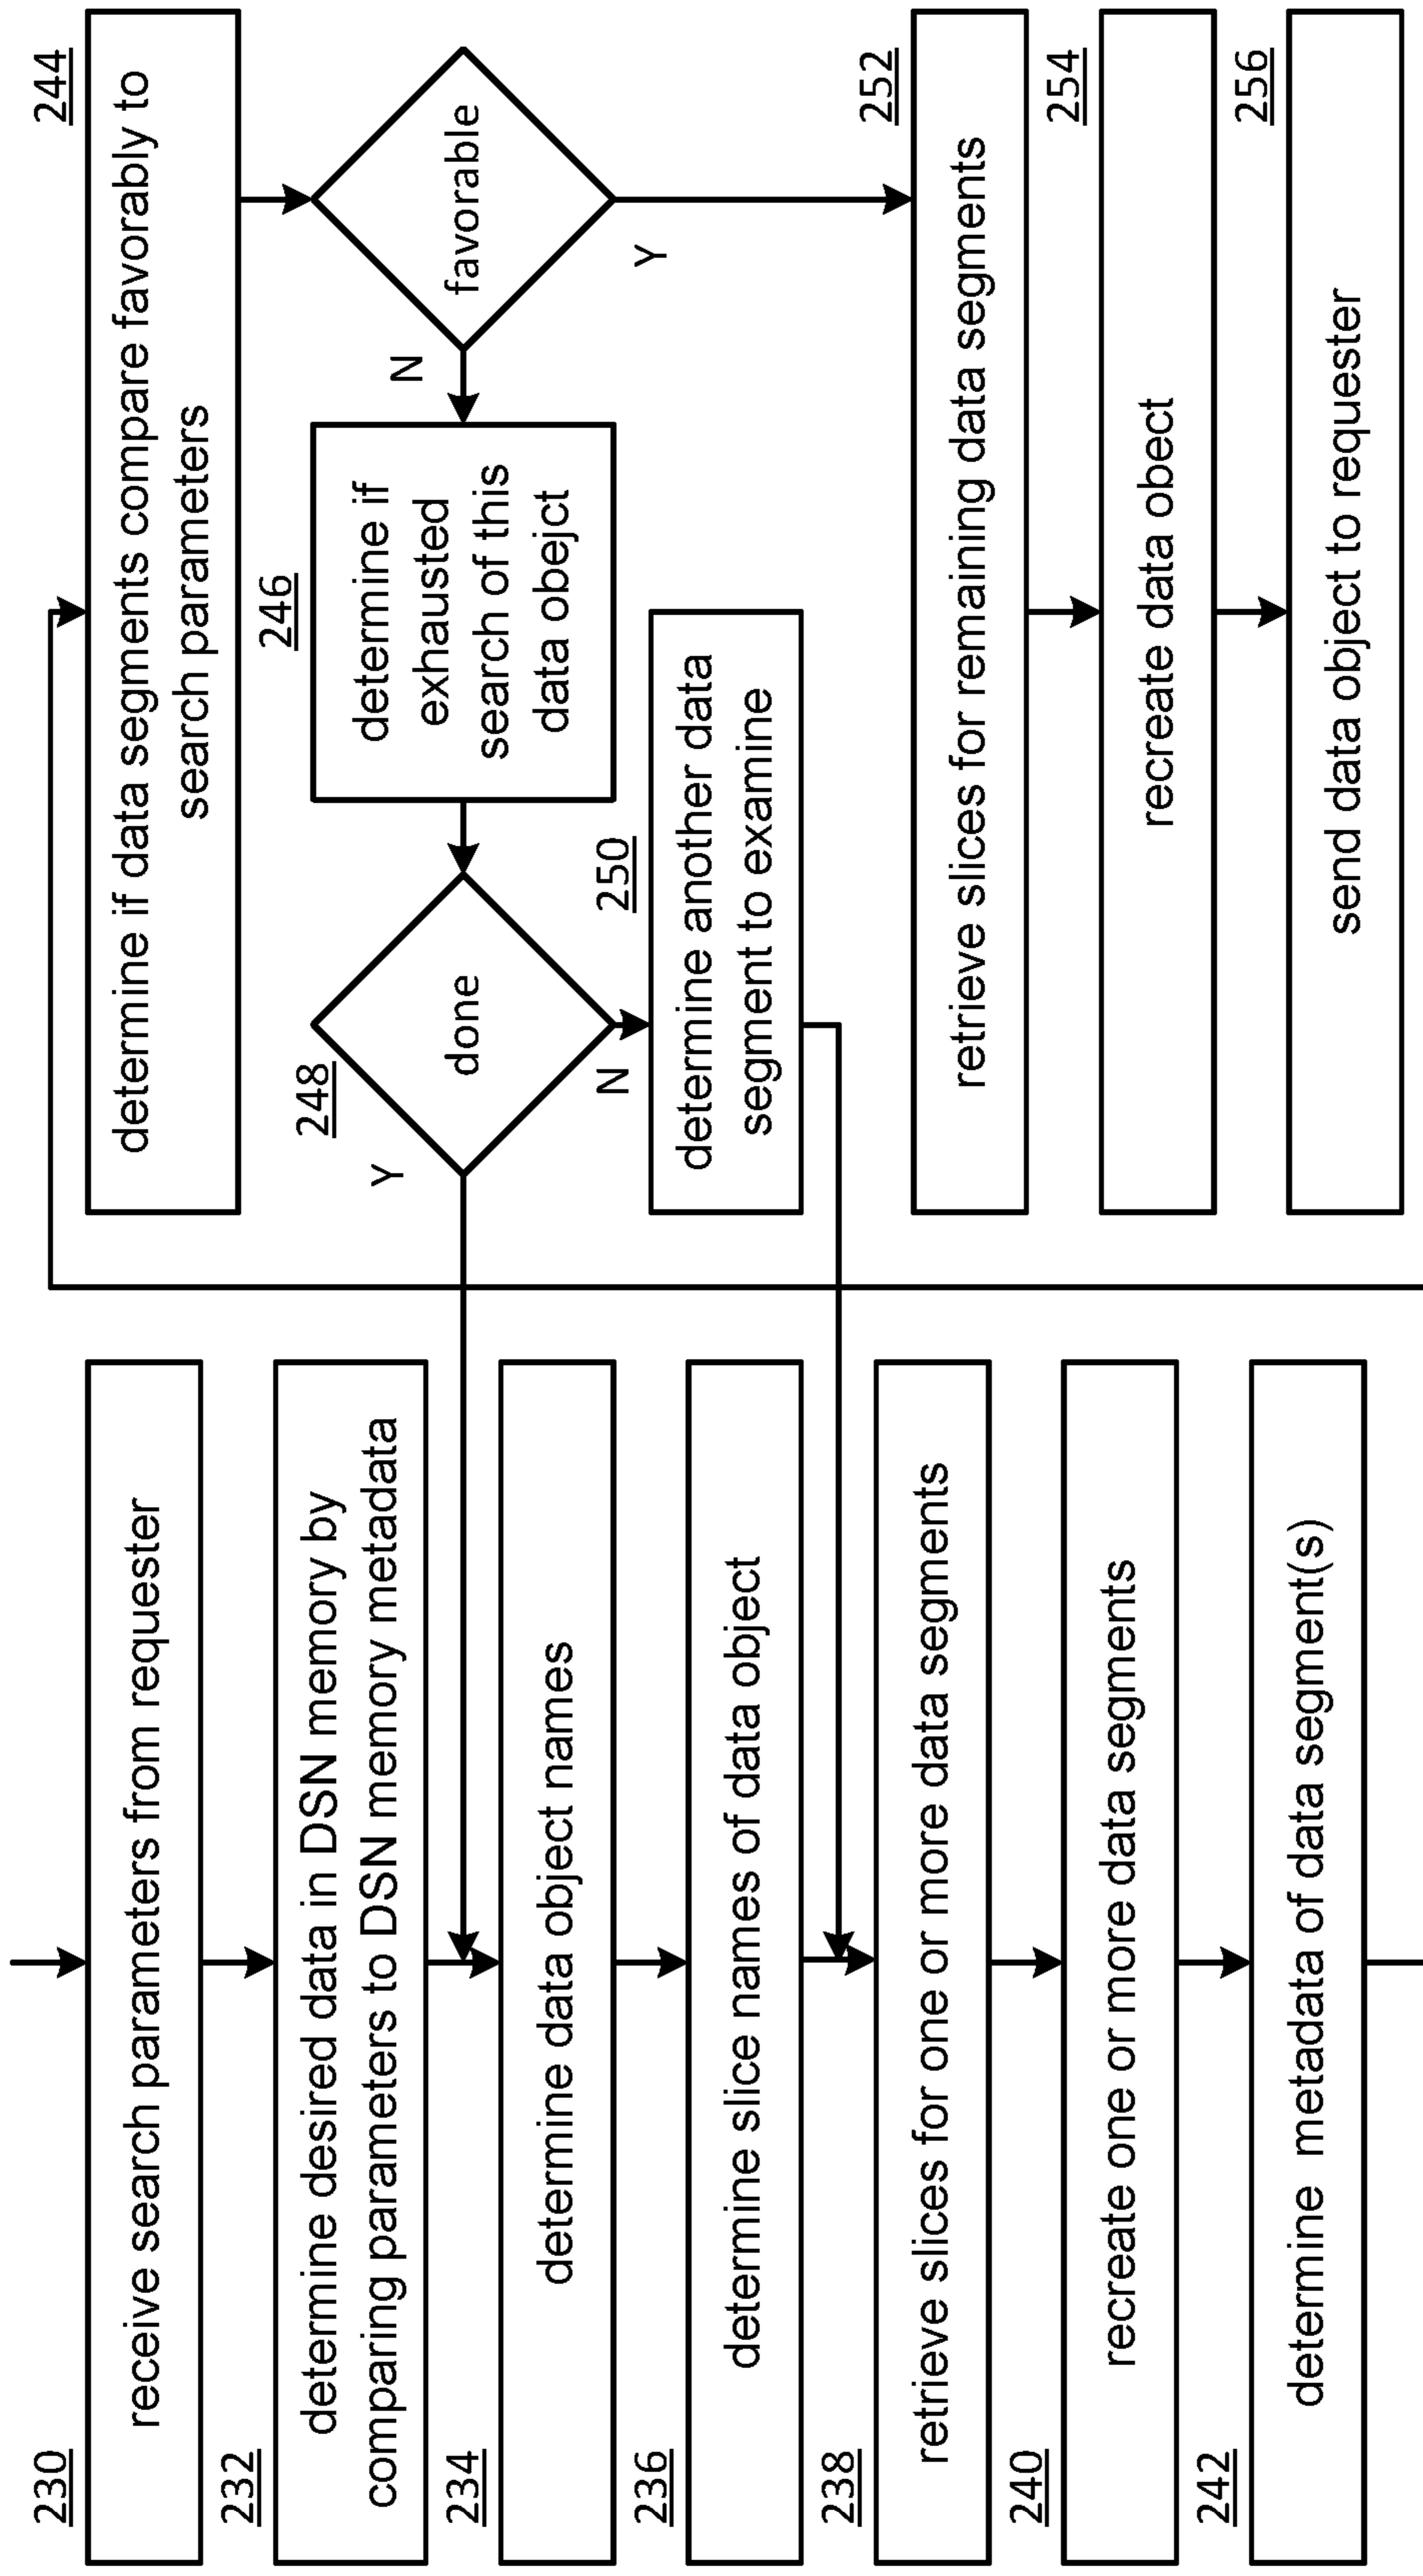 230
receive search parameters from requester
232
determine desired data in DSN memory by
comparing parameters to DSN memory metadata
234
determine data object names
236
determine slice names of data object
238
retrieve slices for one or more data segments
240
recreate one or more data segments
242
determine metadata of data segment(s)
244
determine if data segments compare favorably to
search parameters
favorable
N
Y
246
determine if
exhausted
search of this
data obejct
248
done
Y
N
250
determine another data
segment to examine
252
retrieve slices for remaining data segments
254
recreate data obect
256
send data object to requester